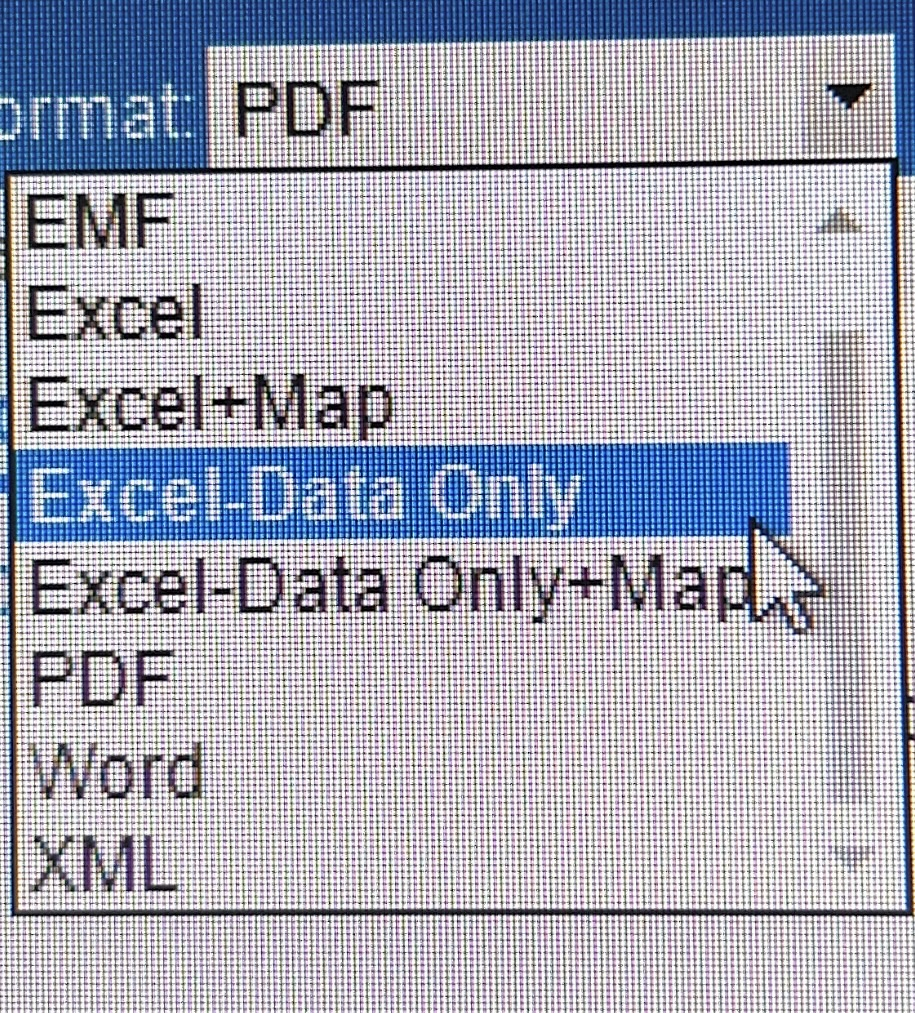 ormat: PDF
EMF
Excel
Excel+Map
Excel-Data Only
Excel-Data Only+Map
PDF
Word
XML